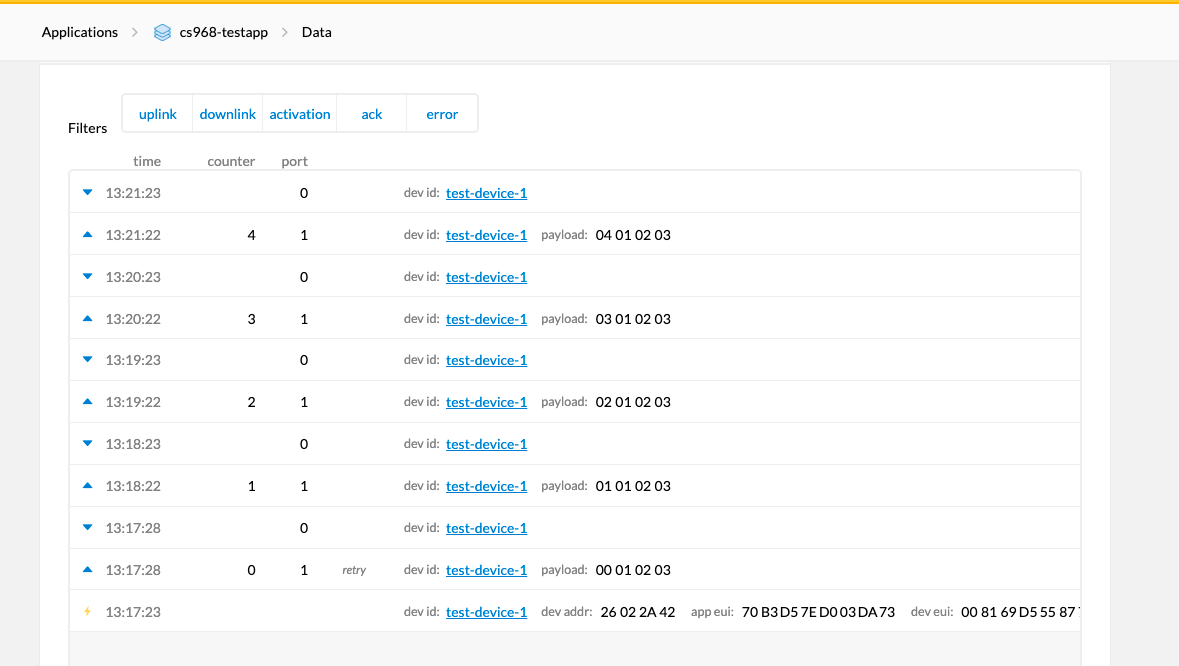 Applications > cs968-testapp > Data
Filters uplink downlink activation ack error
time counter port
13:21:23 0 dev id: test-device-1
13:21:22 4 1 dev id: test-device-1 payload: 04 01 02 03
13:20:23 0 dev id: test-device-1
13:20:22 3 1 dev id: test-device-1 payload: 03 01 02 03
13:19:23 0 dev id: test-device-1
13:19:22 2 1 dev id: test-device-1 payload: 02 01 02 03
13:18:23 0 dev id: test-device-1
13:18:22 1 1 dev id: test-device-1 payload: 01 01 02 03
13:17:28 0 dev id: test-device-1
13:17:28 0 1 retry dev id: test-device-1 payload: 00 01 02 03
13:17:23 dev id: test-device-1 dev addr: 26 02 2A 42 app eui: 70 B3 D5 7E D0 03 DA 73 dev eui: 00 81 69 D5 55 87